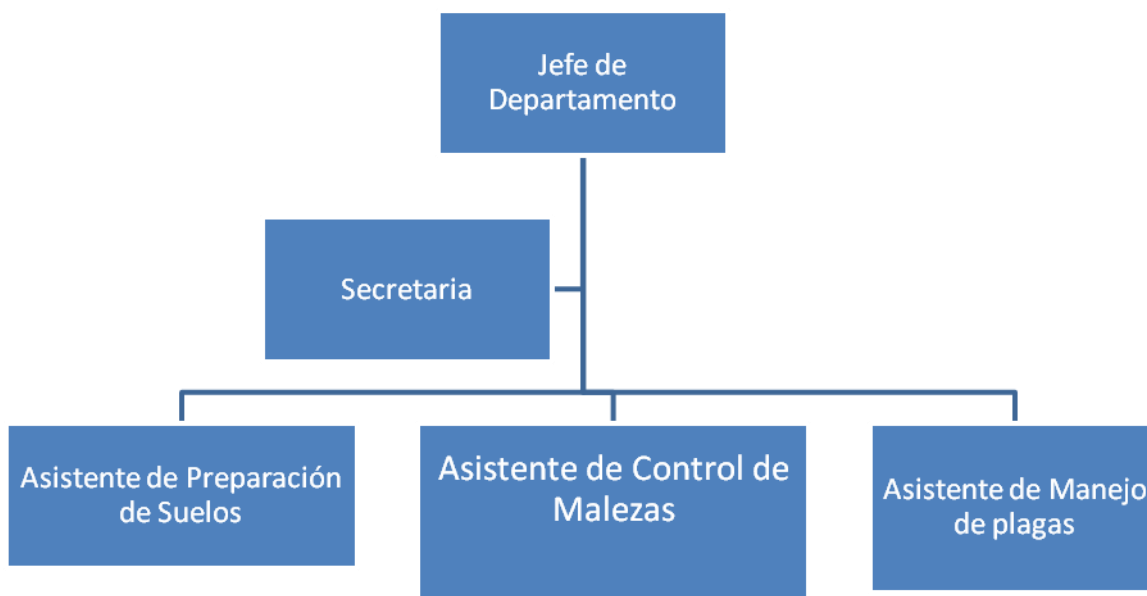 Jefe de
Departamento
Secretaria
Asistente de Preparación
de Suelos
Asistente de Control de
Malezas
Asistente de Manejo
de plagas